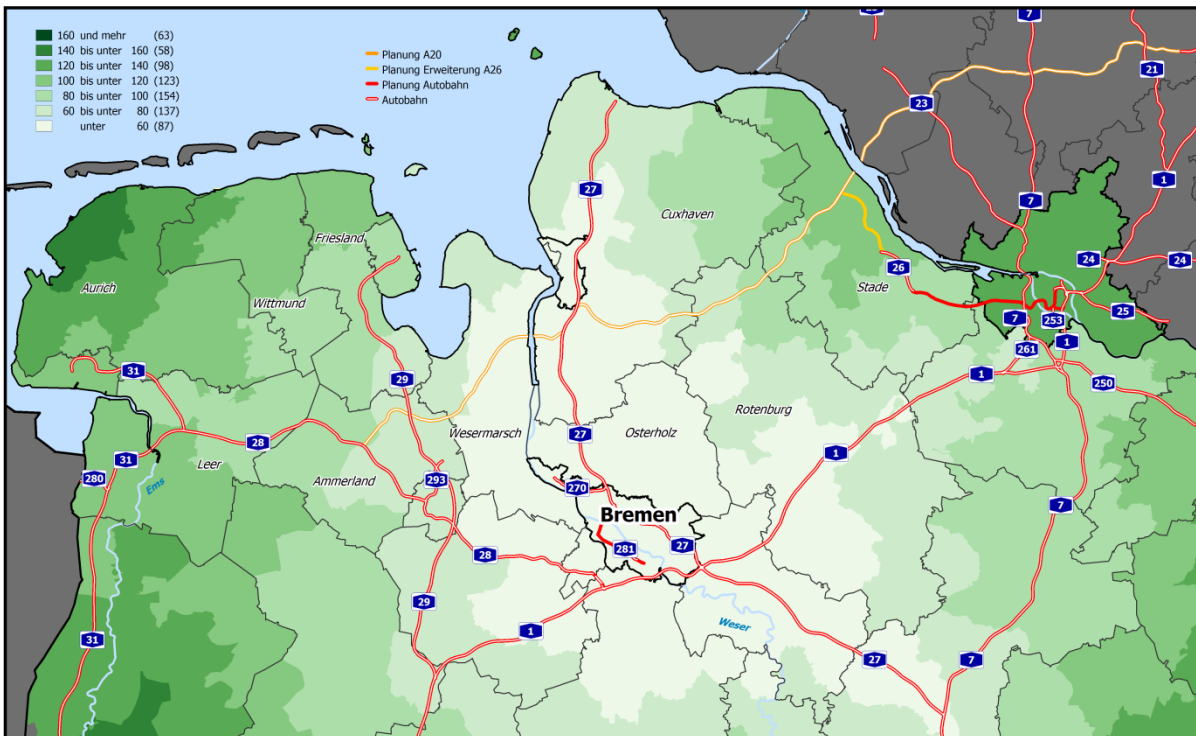 160 und mehr (63)
140 bis unter 160 (58)
120 bis unter 140 (98)
100 bis unter 120 (123)
80 bis unter 100 (154)
60 bis unter 80 (137)
unter 60 (87)
Planung A20
Planung Erweiterung A26
Planung Autobahn
Autobahn
7
21
23
1
27
7
Cuxhaven
Friesland
24
24
26
Aurich
Stade
Wittmund
25
7
253
1
261
31
29
1
250
Rotenburg
Wesermarsch
27
Osterholz
28
1
31
Leer
280
293
Ammerland
270
Ems
7
Bremen
27
281
28
29
Weser
1
31
27
7